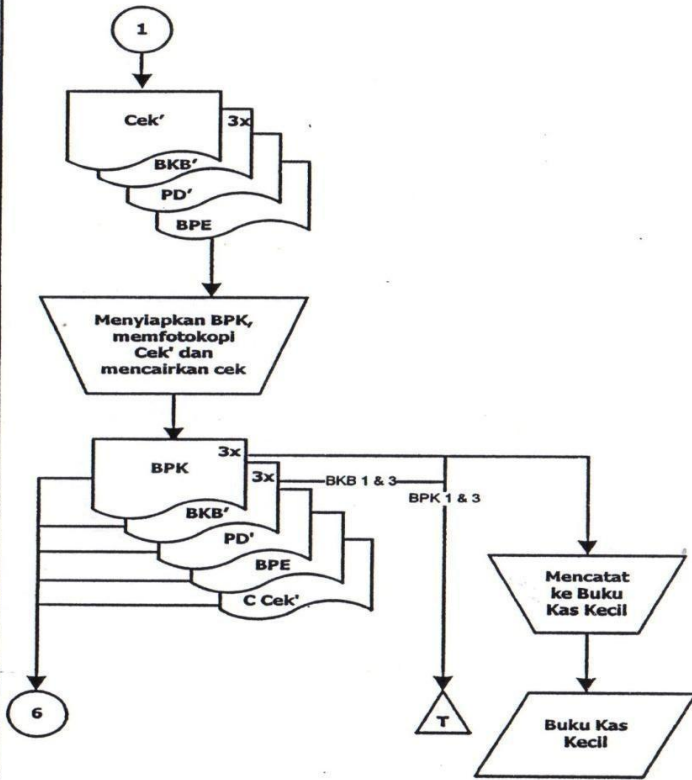 1
Cek'
3x
BKB'
PD'
BPE
Menyiapkan BPK,
memfotokopi
Cek' dan
mencairkan cek
3x
BPK
3x
BKB 1 & 3
BPK 1 & 3
BKB'
PD'
BPE
C Cek'
Mencatat
ke Buku
Kas Kecil
6
T
Buku Kas
Kecil